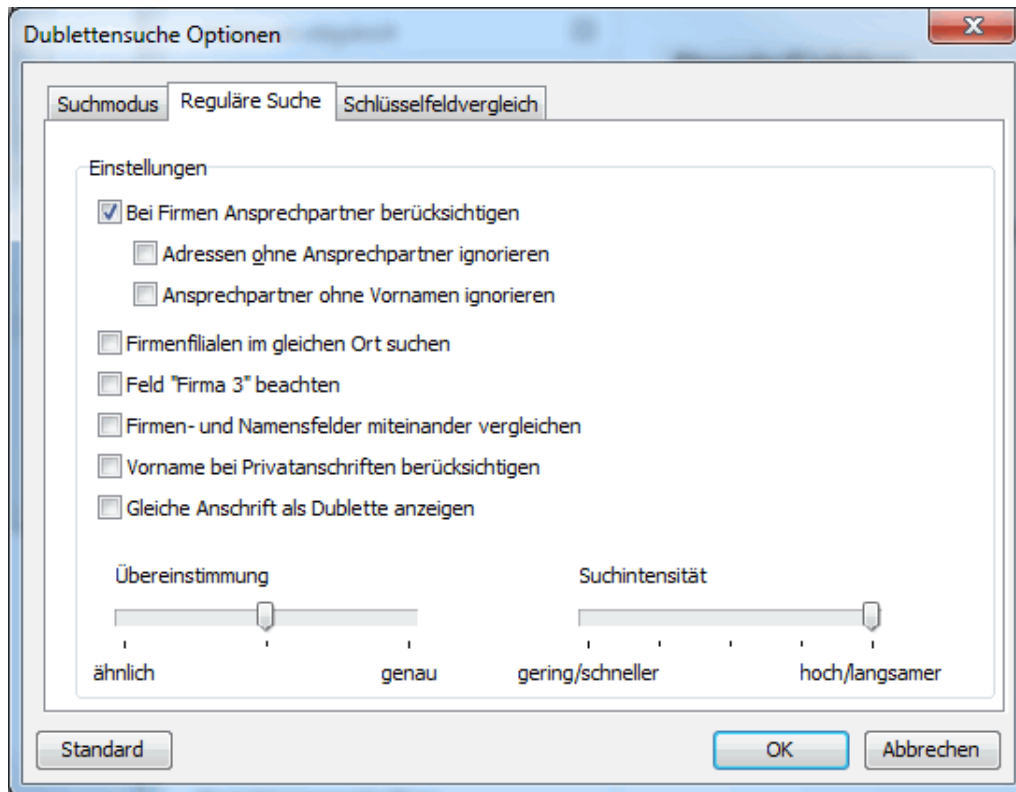 Dublettensuche Optionen
Suchmodus Reguläre Suche Schlüsselfeldvergleich
Einstellungen
Bei Firmen Ansprechpartner berücksichtigen
Adressen ohne Ansprechpartner ignorieren
Ansprechpartner ohne Vornamen ignorieren
Firmenfilialen im gleichen Ort suchen
Feld "Firma 3" beachten
Firmen- und Namensfelder miteinander vergleichen
Vorname bei Privatanschriften berücksichtigen
Gleiche Anschrift als Dublette anzeigen
Übereinstimmung Suchintensität
ähnlich genau gering/schneller hoch/langsamer
Standard OK Abbrechen